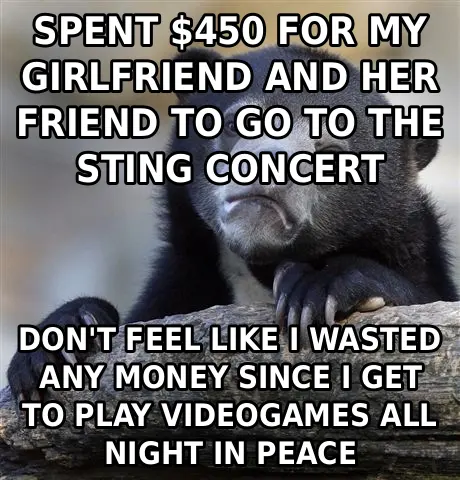 SPENT $450 FOR MY
GIRLFRIEND AND HER
FRIEND TO GO TO THE
STING CONCERT
DON'T FEEL LIKE I WASTED
ANY MONEY SINCE I GET
TO PLAY VIDEOGAMES ALL
NIGHT IN PEACE